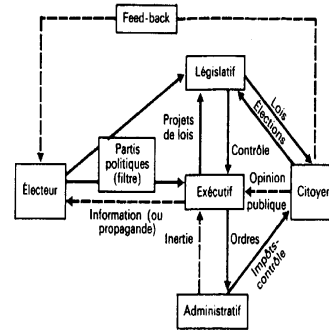 Feed-back
Législatif
Projets
de lois
Lois
Élections
Contrôle
Partis
politiques
(filtre)
Électeur
Exécutif
Opinion
publique
Citoyen
Information (ou
propagande)
Inertie
Ordres
Impôts-
contrôle
Administratif